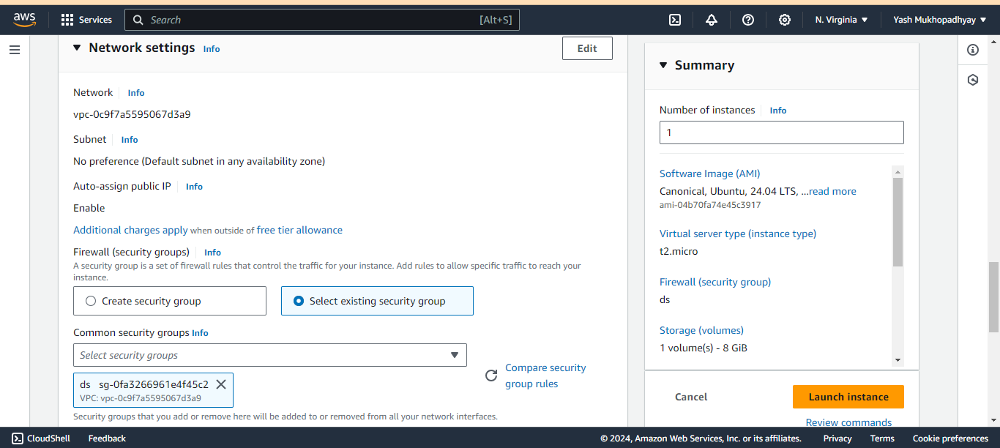 aws
Services
Search [Alt+S]
N. Virginia
Yash Mukhopadhyay
Network settings Info
Edit
Network Info
vpc-0c9f7a5595067d3a9
Subnet Info
No preference (Default subnet in any availability zone)
Auto-assign public IP Info
Enable
Additional charges apply when outside of free tier allowance
Firewall (security groups) Info
A security group is a set of firewall rules that control the traffic for your instance. Add rules to allow specific traffic to reach your
instance.
Create security group
Select existing security group
Common security groups Info
Select security groups
ds sg-0fa3266961e4f45c2
VPC: vpc-0c9f7a5595067d3a9
Compare security
group rules
Security groups that you add or remove here will be added to or removed from all your network interfaces.
Summary
Number of instances Info
1
Software Image (AMI)
Canonical, Ubuntu, 24.04 LTS, ...read more
ami-04b70fa74e45c3917
Virtual server type (instance type)
t2.micro
Firewall (security group)
ds
Storage (volumes)
1 volume(s) - 8 GiB
Cancel
Launch instance
Review commands
CloudShell
Feedback
© 2024, Amazon Web Services, Inc. or its affiliates.
Privacy
Terms
Cookie preferences